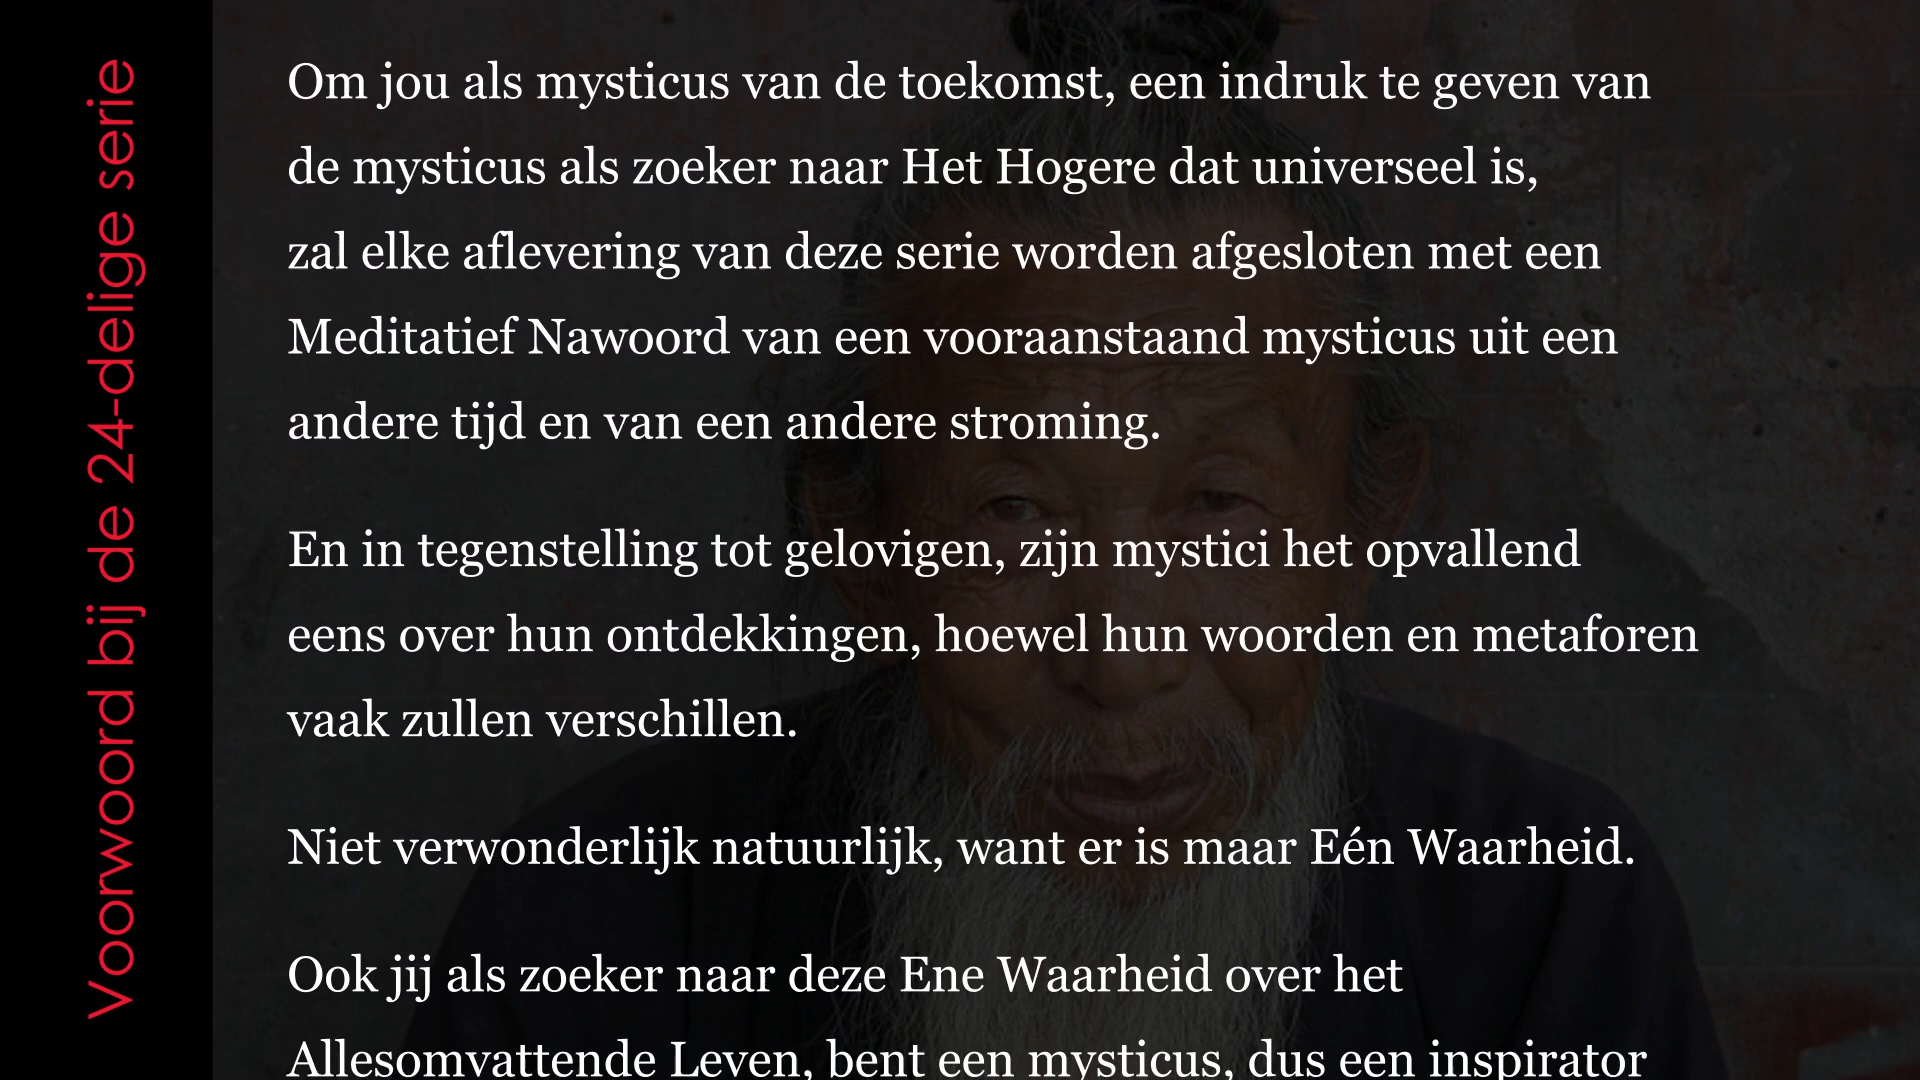 Voorwoord bij de 24-delige serie
Om jou als mysticus van de toekomst, een indruk te geven van
de mysticus als zoeker naar Het Hogere dat universeel is,
zal elke aflevering van deze serie worden afgesloten met een
Meditatief Nawoord van een vooraanstaand mysticus uit een
andere tijd en van een andere stroming.
En in tegenstelling tot gelovigen, zijn mystici het opvallend
eens over hun ontdekkingen, hoewel hun woorden en metaforen
vaak zullen verschillen.
Niet verwonderlijk natuurlijk, want er is maar Eén Waarheid.
Ook jij als zoeker naar deze Ene Waarheid over het
Allesomvattende Leven, bent een mysticus, dus een inspirator